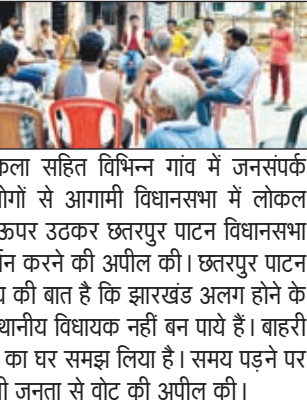 कला सहित विभिन्न गांव में जनसंपर्क
लोगों से आगामी विधानसभा में लोकल
ऊपर उठकर छतरपुर पाटन विधानसभा
र्थन करने की अपील की। छतरपुर पाटन
की बात है कि झारखंड अलग होने के
स्थानीय विधायक नहीं बन पाये हैं। बाहरी
का घर समझ लिया है। समय पड़ने पर
जनता से वोट की अपील की।